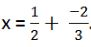 x = 1/2 + -2/3.